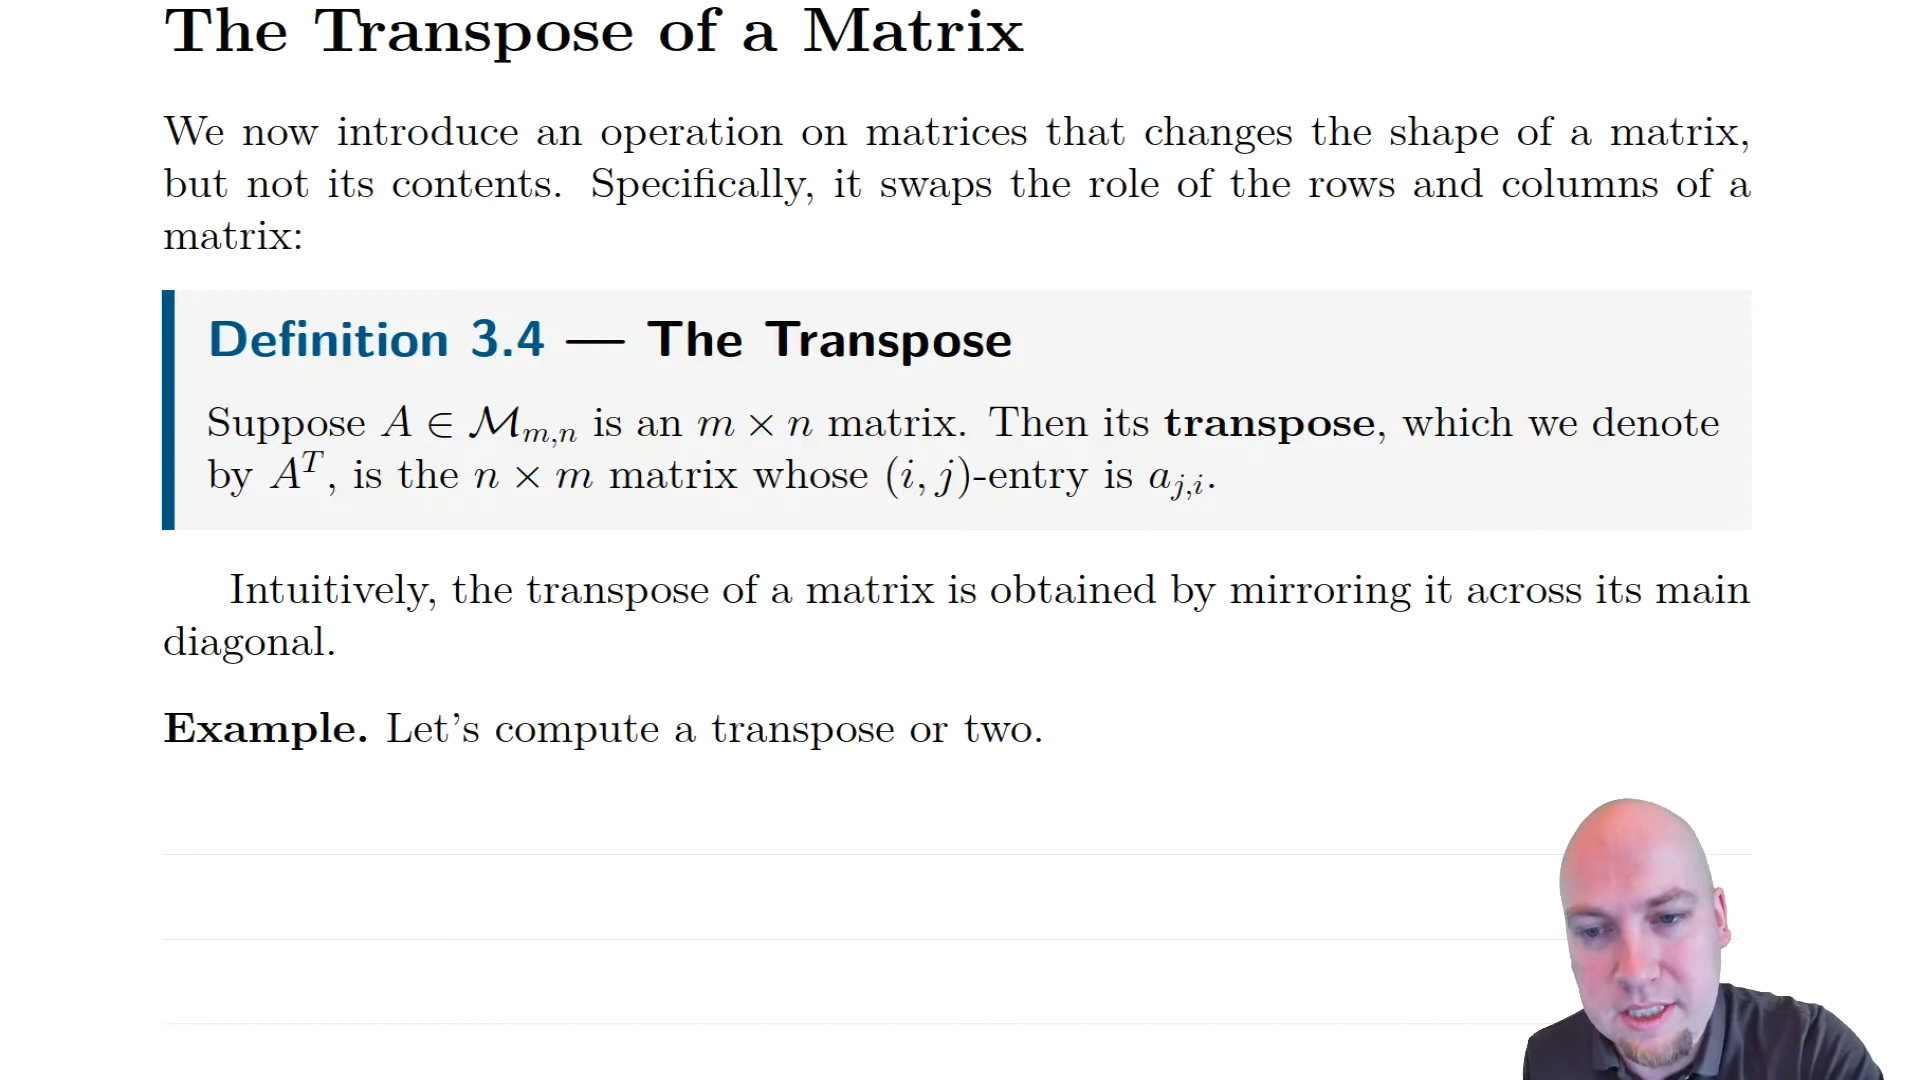 The Transpose of a Matrix
We now introduce an operation on matrices that changes the shape of a matrix,
but not its contents. Specifically, it swaps the role of the rows and columns of a
matrix:
Definition 3.4 — The Transpose
Suppose A ∈ ℳ_{m,n} is an m × n matrix. Then its transpose, which we denote
by A^T, is the n × m matrix whose (i, j)-entry is a_{j,i}.
Intuitively, the transpose of a matrix is obtained by mirroring it across its main
diagonal.
Example. Let's compute a transpose or two.